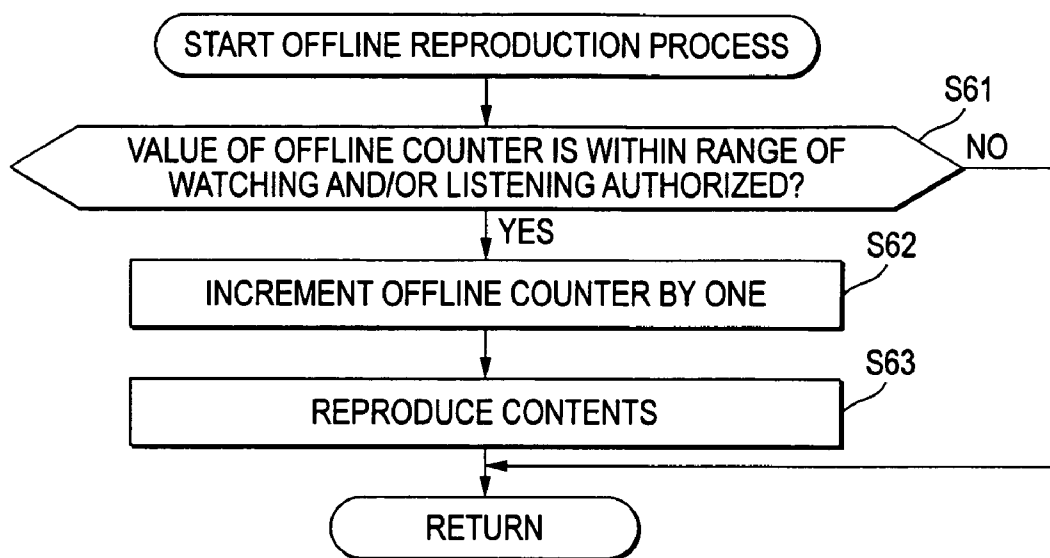 START OFFLINE REPRODUCTION PROCESS
S61
VALUE OF OFFLINE COUNTER IS WITHIN RANGE OF
WATCHING AND/OR LISTENING AUTHORIZED?
NO
YES
S62
INCREMENT OFFLINE COUNTER BY ONE
S63
REPRODUCE CONTENTS
RETURN